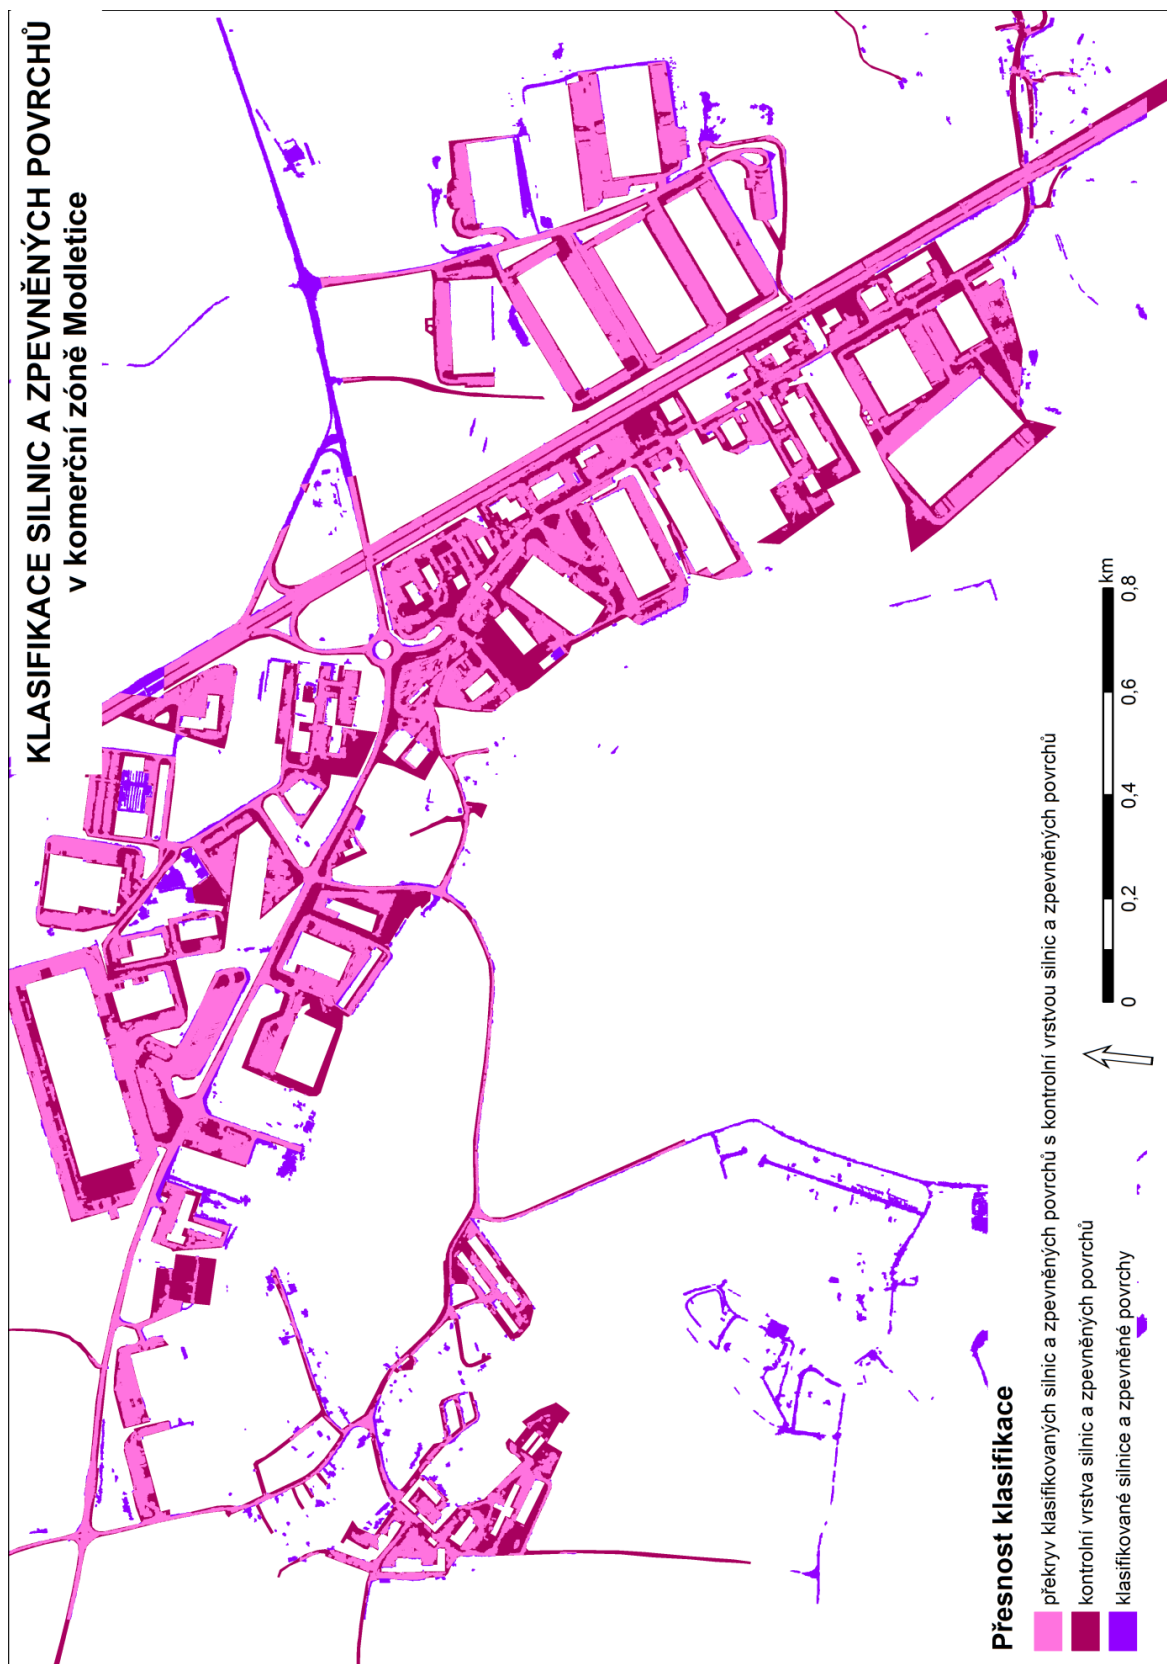 KLASIFIKACE SILNIC A ZPEVNĚNÝCH POVRCHŮ
v komerční zóně Modletice
Přesnost klasifikace
překryv klasifikovaných silnic a zpevněných povrchů s kontrolní vrstvou silnic a zpevněných povrchů
kontrolní vrstva silnic a zpevněných povrchů
klasifikované silnice a zpevněné povrchy
0 0,2 0,4 0,6 0,8 km